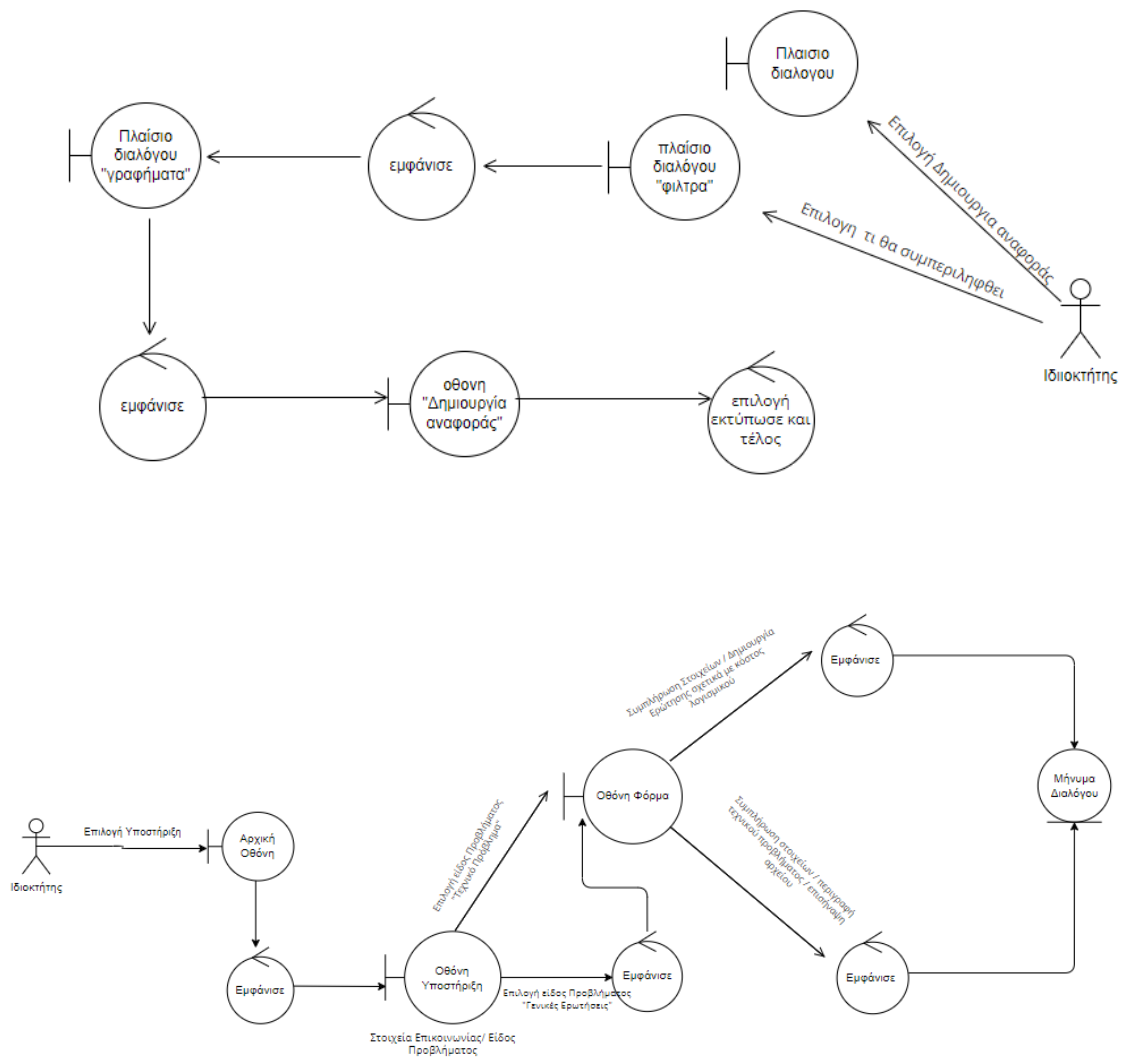 Πλαισιο
διαλογου
Επιλογή Δημιουργια αναφοράς
Πλαίσιο
διαλόγου
"γραφήματα"
εμφάνισε
πλαίσιο
διαλόγου
"φιλτρα"
Επιλογη τι θα συμπεριληφθει
Ιδιιοκτήτης
εμφάνισε
οθονη
"Δημιουργία
αναφοράς"
επιλογή
εκτύπωσε και
τέλος
Συμπλήρωση Στοιχείων / Δημιουργία
Ερώτησης σχετικά με κόστος
λογισμικού
Εμφάνισε
Μήνυμα
Διαλόγου
Οθόνη Φόρμα
Επιλογή είδος Προβλήματος
"Τεχνικό Πρόβλημα"
Συμπλήρωση στοιχείων / περιγραφή
τεχνικού προβλήματος / επισήναψη
αρχείου
Επιλογή Υποστήριξη
Αρχική
Οθόνη
Ιδιοκτήτης
Εμφάνισε
Οθόνη
Υποστήριξη
Επιλογή είδος Προβλήματος
"Γενικές Ερωτήσεις"
Εμφάνισε
Εμφάνισε
Στοιχεία Επικοινωνίας/ Είδος
Προβλήματος